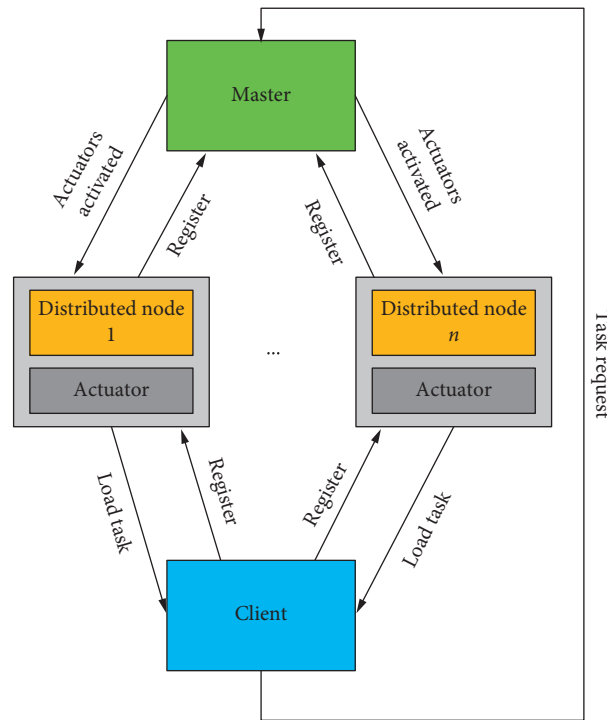 Master
Actuators
activated
Register
Actuators
activated
Register
Distributed node
1
Actuator
...
Distributed node
n
Actuator
Task request
Load task
Register
Register
Load task
Client